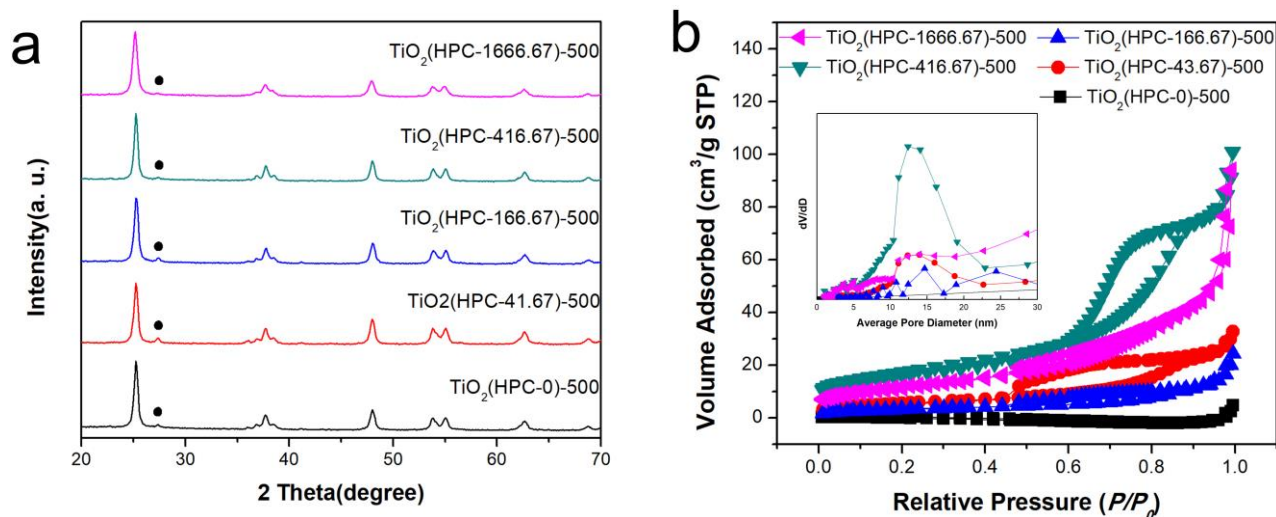 a
TiO2(HPC-1666.67)-500
TiO2(HPC-416.67)-500
TiO2(HPC-166.67)-500
TiO2(HPC-41.67)-500
TiO2(HPC-0)-500
Intensity(a. u.)
20 30 40 50 60 70
2 Theta(degree)
b
TiO2(HPC-1666.67)-500 TiO2(HPC-166.67)-500
TiO2(HPC-416.67)-500 TiO2(HPC-43.67)-500
TiO2(HPC-0)-500
Volume Adsorbed (cm3/g STP)
140
120
100
80
60
40
20
0
dV/dD
0 5 10 15 20 25 30
Average Pore Diameter (nm)
0.0 0.2 0.4 0.6 0.8 1.0
Relative Pressure (P/P0)